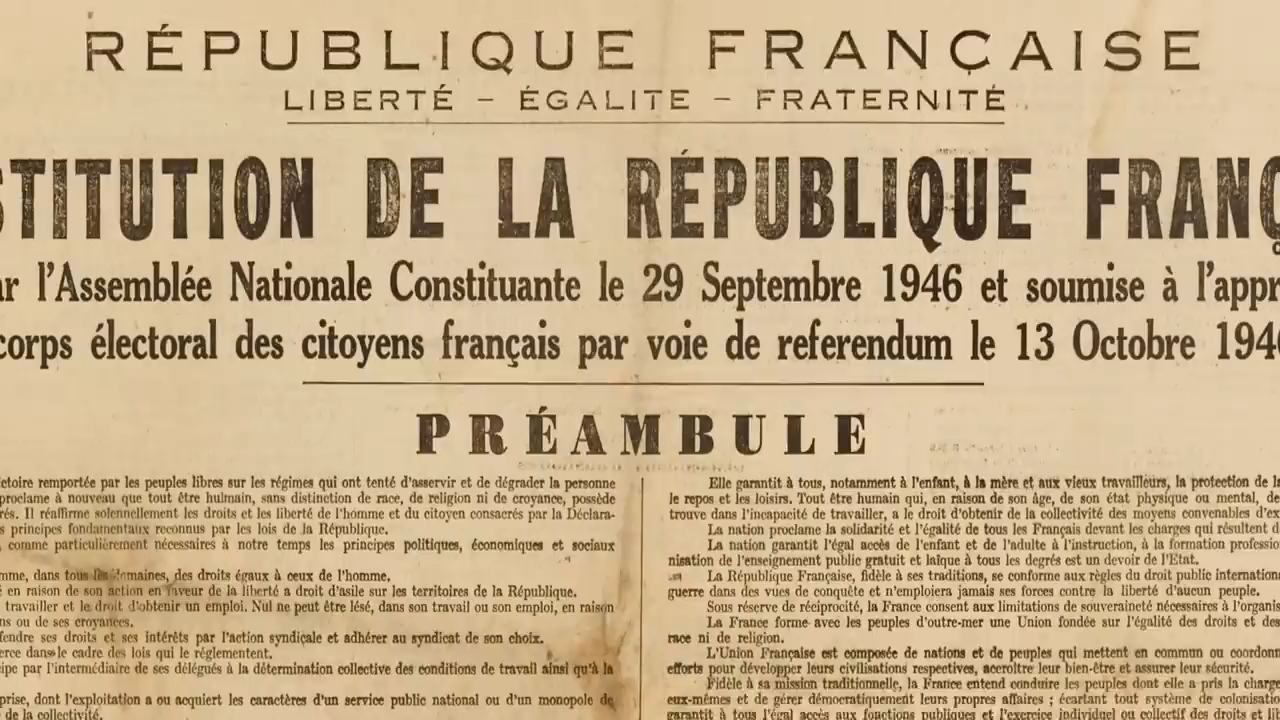 RÉPUBLIQUE FRANÇAISE
LIBERTÉ – ÉGALITE – FRATERNITÉ
STITUTION DE LA RÉPUBLIQUE FRANÇ
ar l'Assemblée Nationale Constituante le 29 Septembre 1946 et soumise à l'appr
corps électoral des citoyens français par voie de referendum le 13 Octobre 1946
PRÉAMBULE
ctoire remportée par les peuples libres sur les régimes qui ont tenté d'asservir et de dégrader la personne
proclame à nouveau que tout être hulmain, sans distinction de race, de religion ni de croyance, possède
rés. Il réaffirme solennellement les droits et les liberté de l'homme et du citoyen consacrés par la Déclara-
s principes fondamentaux reconnus par les lois de la République.
, comme particulièrement nécessaires à notre temps les principes politiques, économiques et sociaux
mme, dans tous les domaines, des droits égaux à ceux de l'homme.
é en raison de son action en faveur de la liberté a droit d'asile sur les territoires de la République.
travailler et le droit d'obtenir un emploi. Nul ne peut être lésé, dans son travail ou son emploi, en raison
ns ou de ses croyances.
fendre ses droits et ses intérêts par l'action syndicale et adhérer au syndicat de son choix.
erce dans le cadre des lois qui le réglementent.
ipe par l'intermédiaire de ses délégués à la détermination collective des conditions de travail ainsi qu'à la
prise, dont l'exploitation a ou acquiert les caractères d'un service public national ou d'un monopole de
de la collectivité.
Elle garantit à tous, notamment à l'enfant, à la mère et aux vieux travailleurs, la protection de la
le repos et les loisirs. Tout être humain qui, en raison de son âge, de son état physique ou mental, de
trouve dans l'incapacité de travailler, a le droit d'obtenir de la collectivité des moyens convenables d'ex
La nation proclame la solidarité et l'égalité de tous les Français devant les charges qui résultent d
La nation garantit l'égal accès de l'enfant et de l'adulte à l'instruction, à la formation professio
nisation de l'enseignement public gratuit et laïque à tous les degrés est un devoir de l'Etat.
La République Française, fidèle à ses traditions, se conforme aux règles du droit public internation
guerre dans des vues de conquête et n'emploiera jamais ses forces contre la liberté d'aucun peuple.
Sous réserve de réciprocité, la France consent aux limitations de souveraineté nécessaires à l'organis
La France forme avec les peuples d'outre-mer une Union fondée sur l'égalité des droits et des
race ni de religion.
L'Union Française est composée de nations et de peuples qui mettent en commun ou coordonn
efforts pour développer leurs civilisations respectives, accroître leur bien-être et assurer leur sécurité.
Fidèle à sa mission traditionnelle, la France entend conduire les peuples dont elle a pris la charge
eux-mêmes et de gérer démocratiquement leurs propres affaires ; écartant tout système de colonisatio
garantit à tous l'égal accès aux fonctions publiques et l'exercice individuel ou collectif des droits et lib